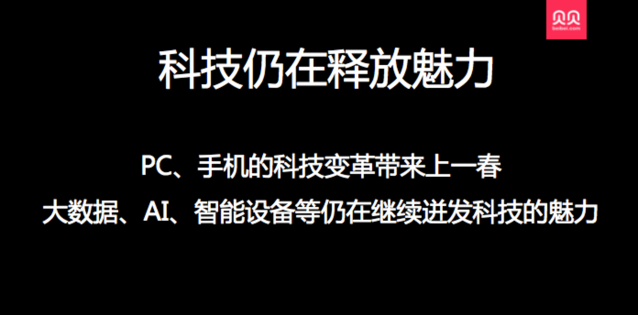 贝贝
beibei.com
科技仍在释放魅力
PC、手机的科技变革带来上一春
大数据、AI、智能设备等仍在继续迸发科技的魅力